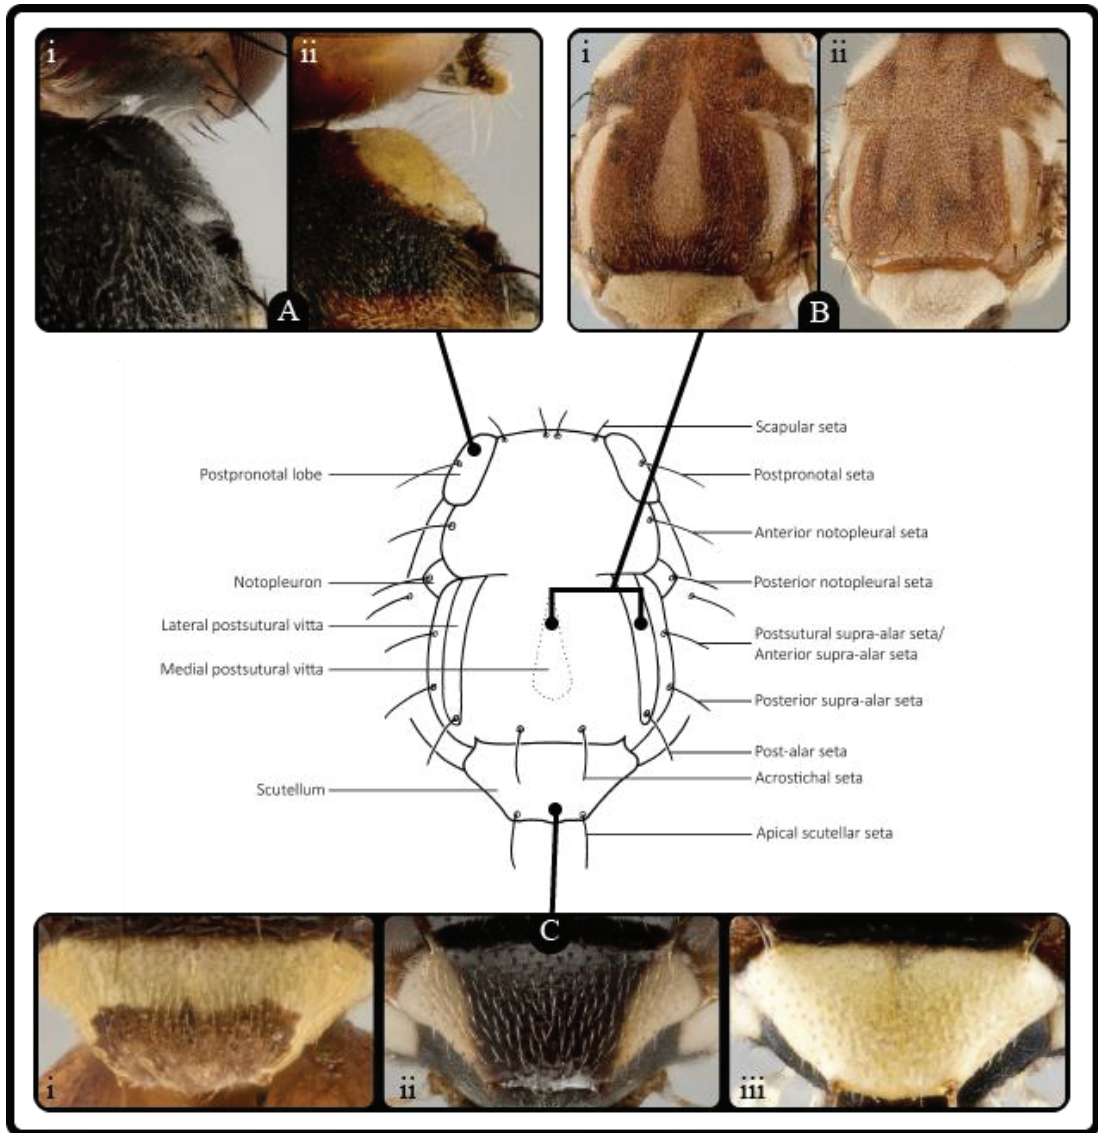 i
ii
A
i
ii
B
Scapular seta
Postpronotal lobe
Postpronotal seta
Anterior notopleural seta
Notopleuron
Posterior notopleural seta
Lateral postsutural vitta
Postsutural supra-alar seta/
Anterior supra-alar seta
Medial postsutural vitta
Posterior supra-alar seta
Post-alar seta
Acrostichal seta
Scutellum
Apical scutellar seta
C
i
ii
iii